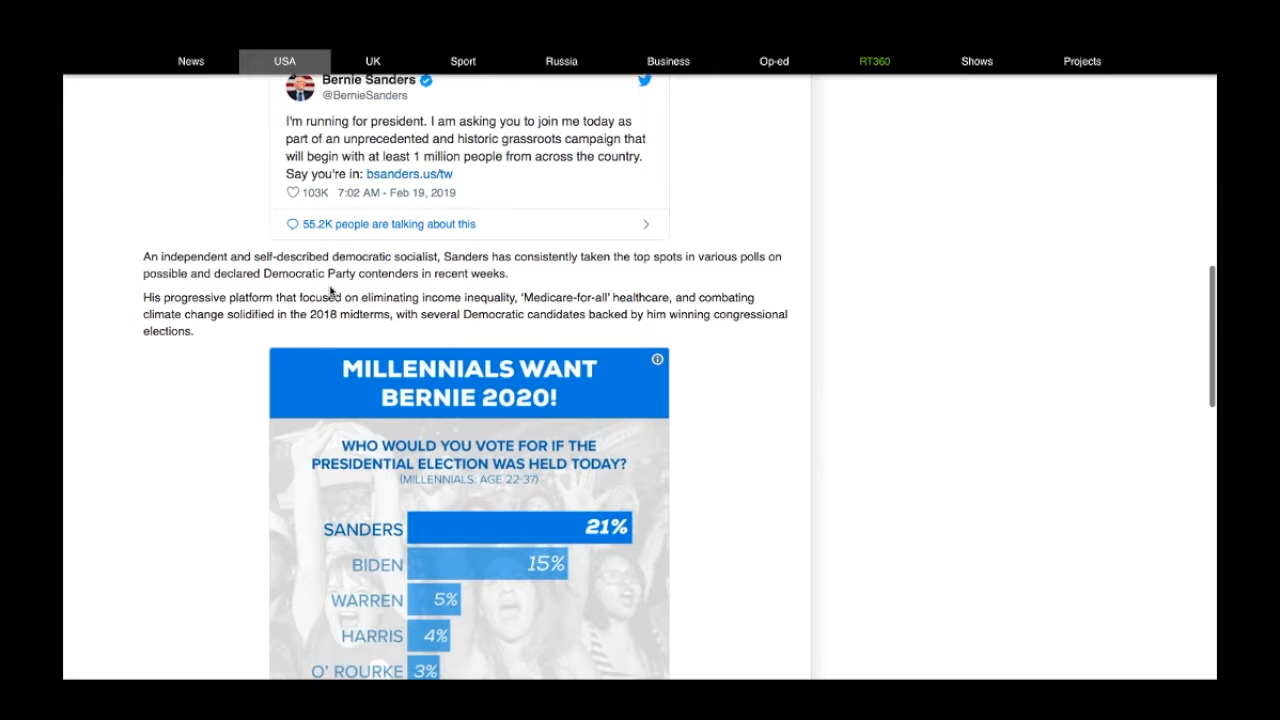 News USA UK Sport Russia Business Op-ed RT360 Shows Projects
Bernie Sanders
@BernieSanders
I'm running for president. I am asking you to join me today as
part of an unprecedented and historic grassroots campaign that
will begin with at least 1 million people from across the country.
Say you're in: bsanders.us/tw
103K 7:02 AM - Feb 19, 2019
55.2K people are talking about this
An independent and self-described democratic socialist, Sanders has consistently taken the top spots in various polls on
possible and declared Democratic Party contenders in recent weeks.
His progressive platform that focused on eliminating income inequality, ‘Medicare-for-all’ healthcare, and combating
climate change solidified in the 2018 midterms, with several Democratic candidates backed by him winning congressional
elections.
MILLENNIALS WANT
BERNIE 2020!
WHO WOULD YOU VOTE FOR IF THE
PRESIDENTIAL ELECTION WAS HELD TODAY?
(MILLENNIALS: AGE 22-37)
SANDERS 21%
BIDEN 15%
WARREN 5%
HARRIS 4%
O' ROURKE 3%